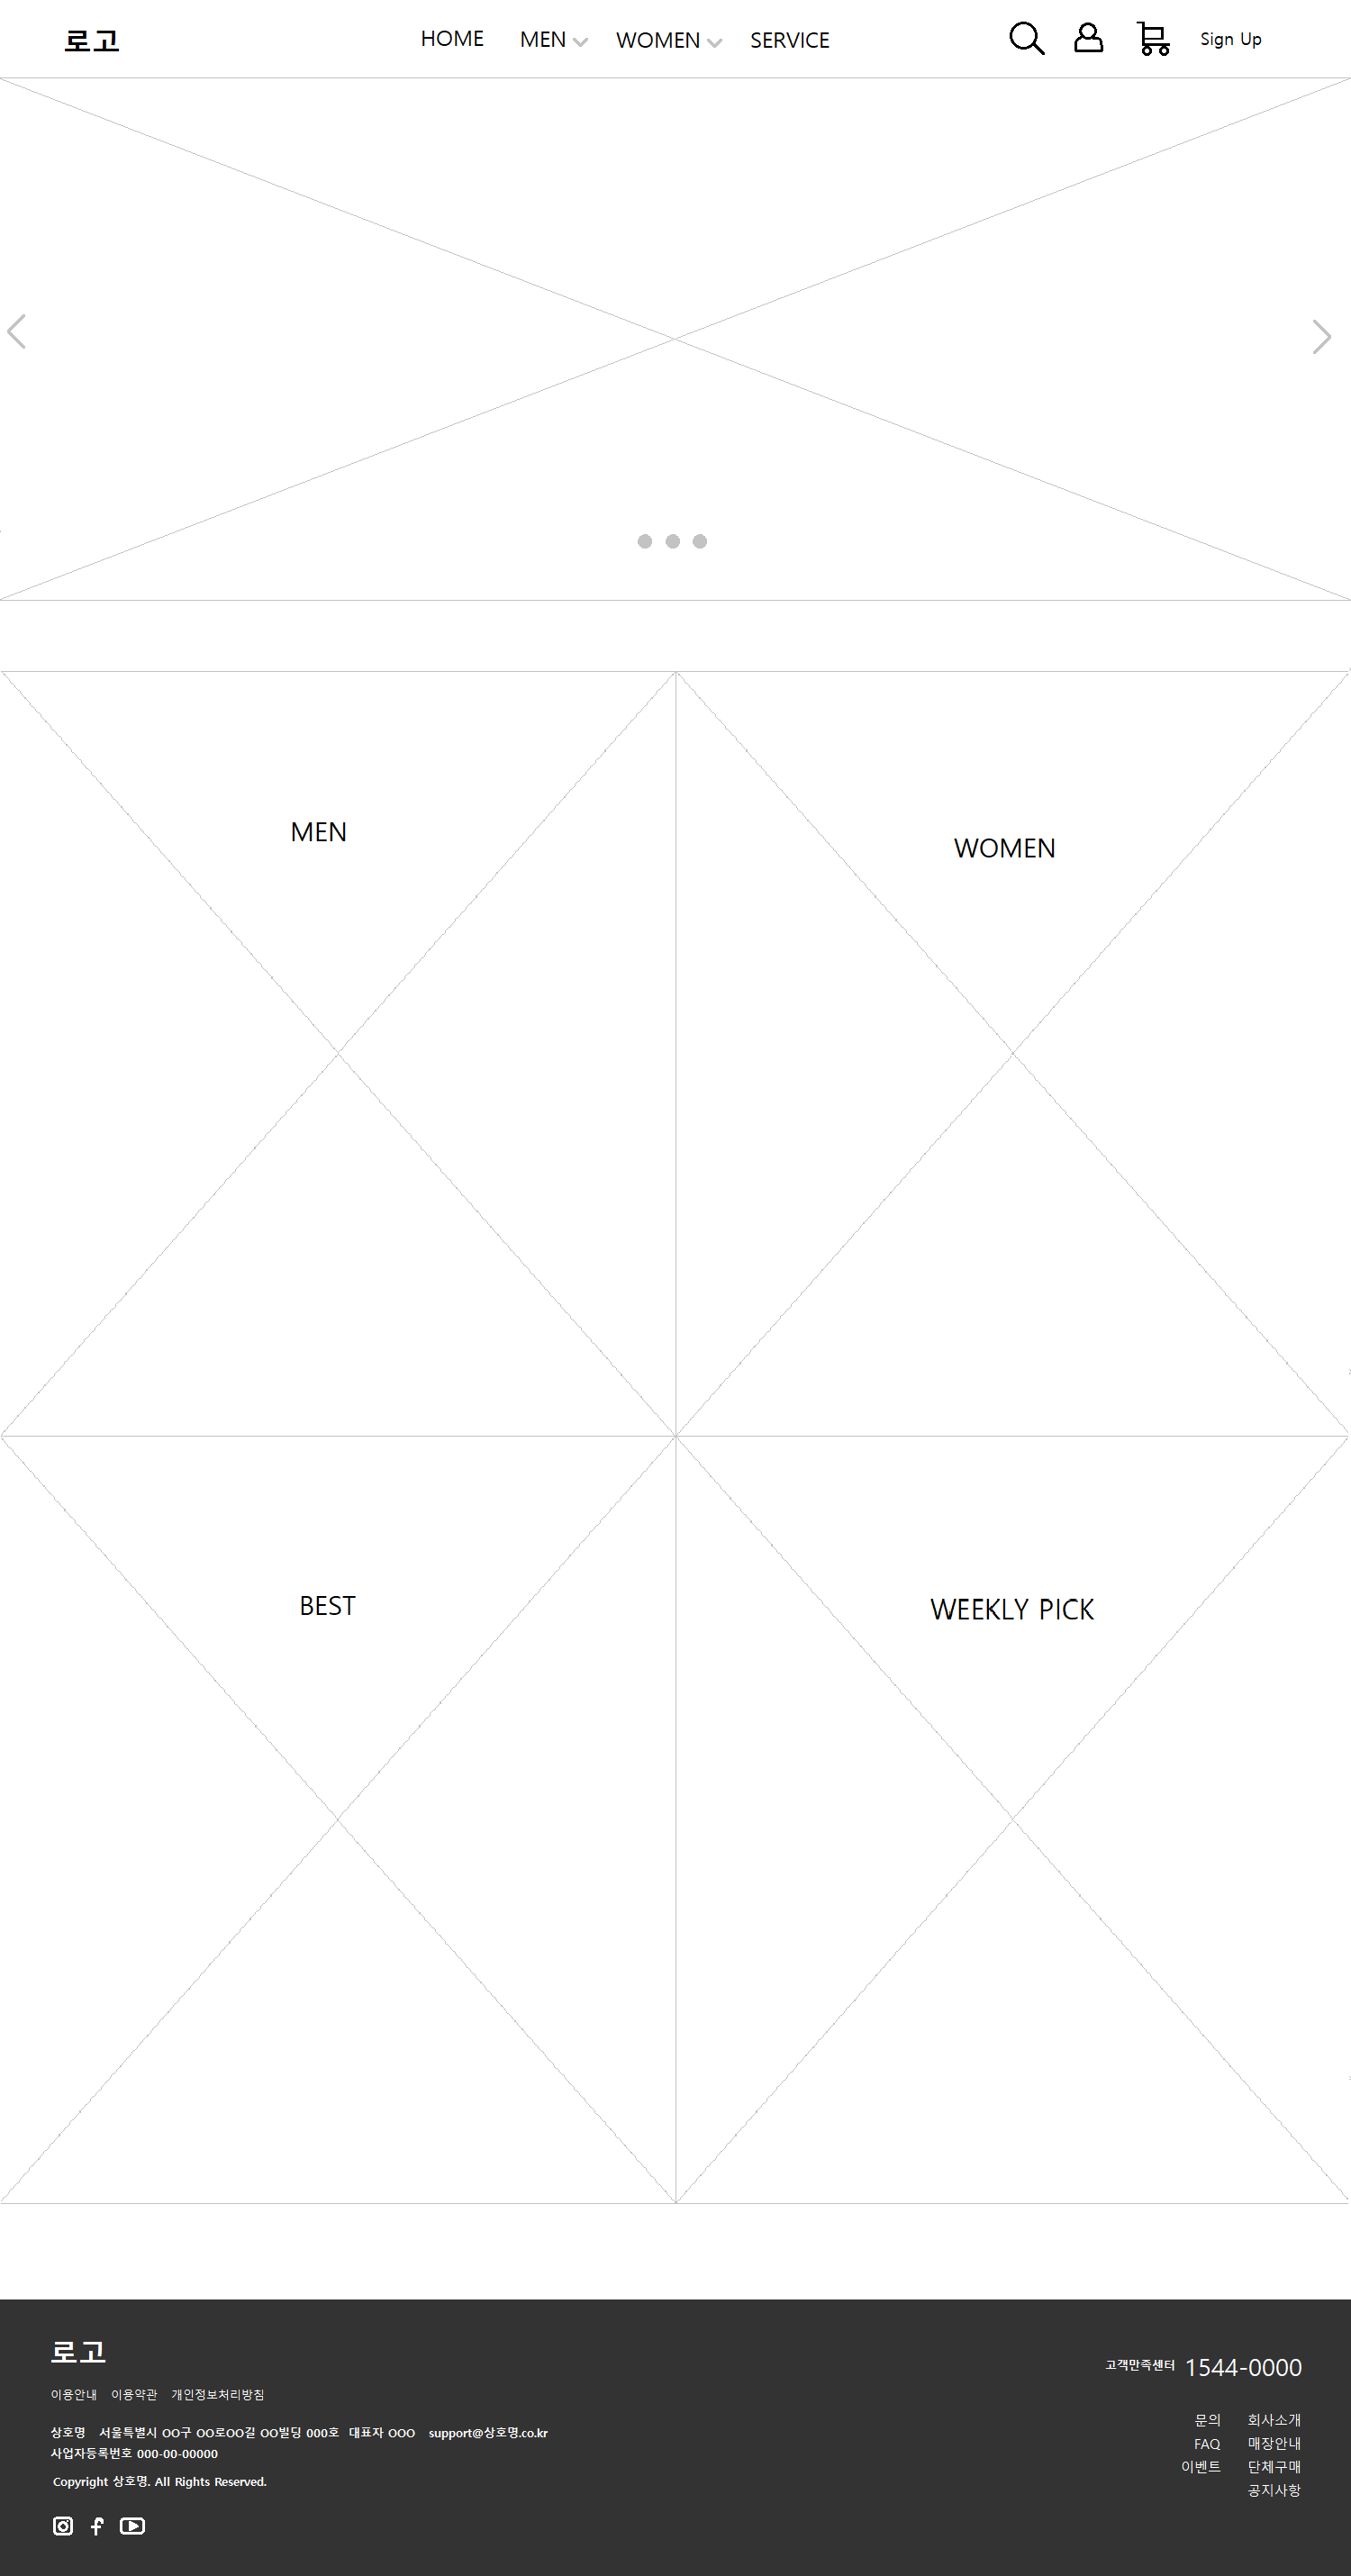 로고 HOME MEN WOMEN SERVICE Sign Up
MEN
WOMEN
BEST
WEEKLY PICK
로고
이용안내 이용약관 개인정보처리방침
상호명 서울특별시 OO구 OO로OO길 OO빌딩 000호 대표자 OOO support@상호명.co.kr
사업자등록번호 000-00-00000
Copyright 상호명. All Rights Reserved.
고객만족센터 1544-0000
문의 회사소개
FAQ 매장안내
이벤트 단체구매
공지사항